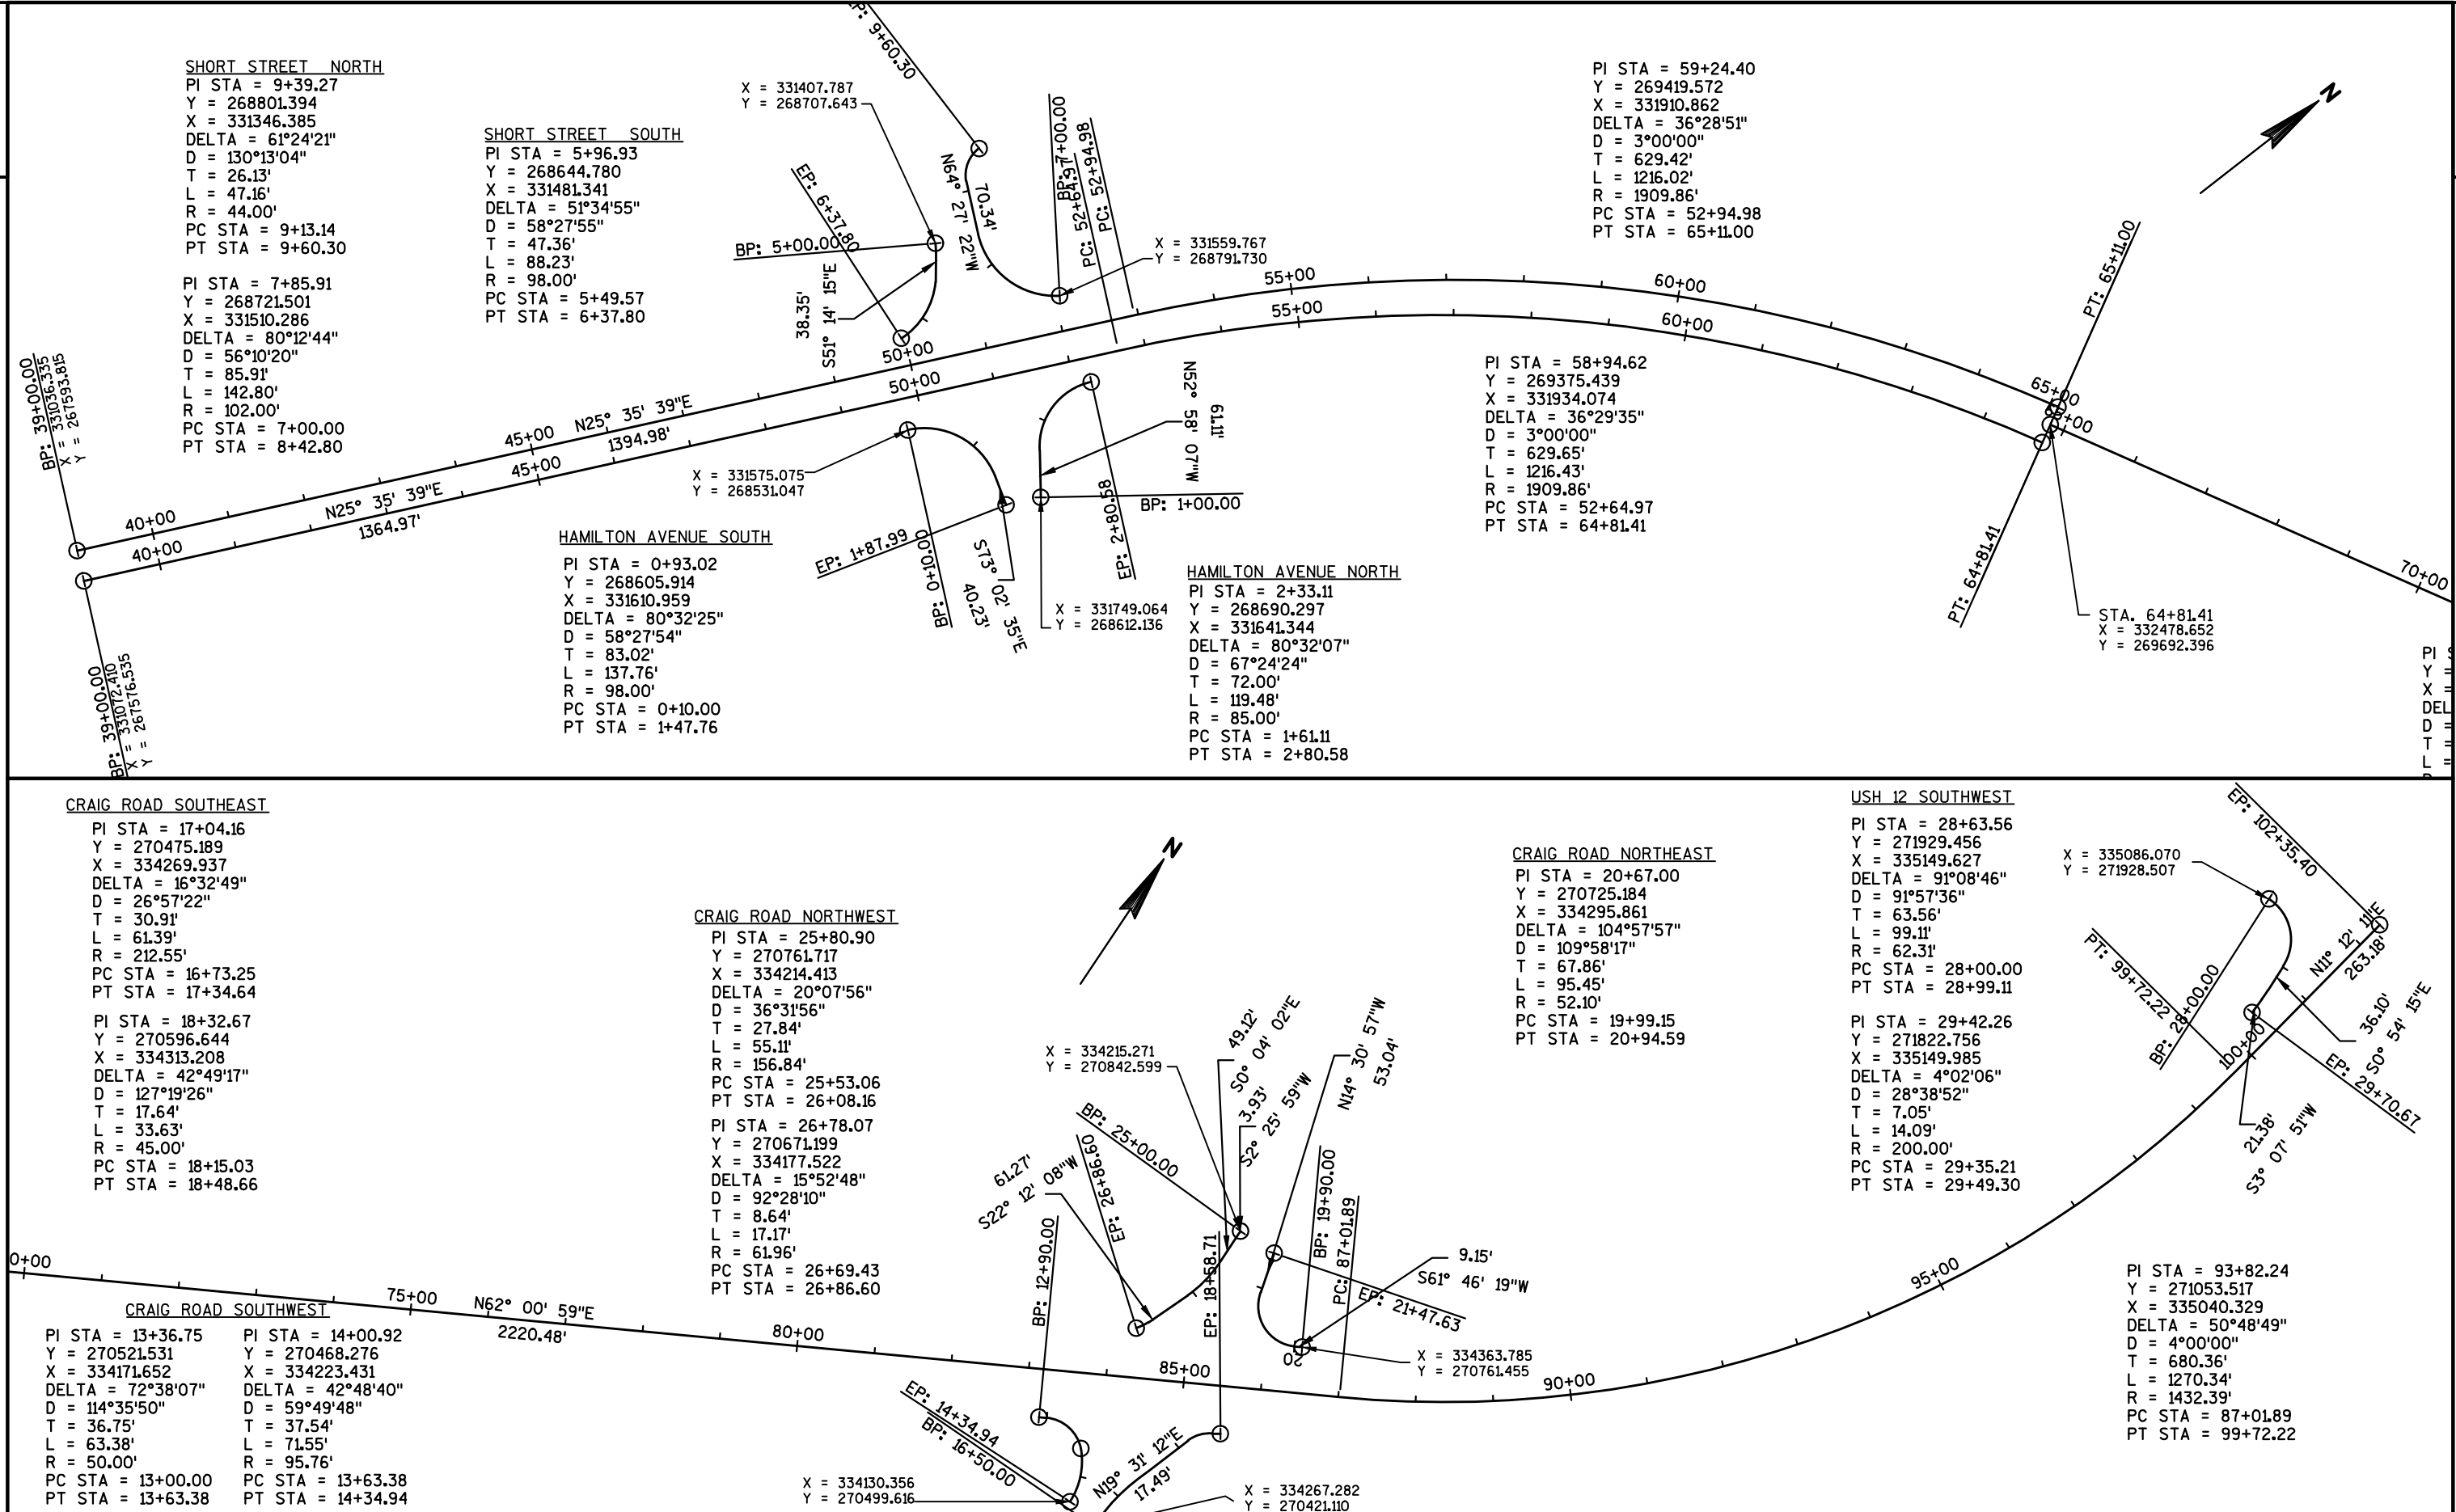 SHORT STREET NORTH
PI STA = 9+39.27
Y = 268801.394
X = 331346.385
DELTA = 61°24'21"
D = 130°13'04"
T = 26.13'
L = 47.16'
R = 44.00'
PC STA = 9+13.14
PT STA = 9+60.30
PI STA = 7+85.91
Y = 268721.501
X = 331510.286
DELTA = 80°12'44"
D = 56°10'20"
T = 85.91'
L = 142.80'
R = 102.00'
PC STA = 7+00.00
PT STA = 8+42.80
SHORT STREET SOUTH
PI STA = 5+96.93
Y = 268644.780
X = 331481.341
DELTA = 51°34'55"
D = 58°27'55"
T = 47.36'
L = 88.23'
R = 98.00'
PC STA = 5+49.57
PT STA = 6+37.80
X = 331407.787
Y = 268707.643
EP: 9+60.30
EP: 6+37.80
BP: 5+00.00
38.35'
S51° 14' 15"E
N64° 27' 22"W
70.34'
BP: 7+00.00
PC: 52+64.97
PC: 52+94.98
X = 331559.767
Y = 268791.730
PI STA = 59+24.40
Y = 269419.572
X = 331910.862
DELTA = 36°28'51"
D = 3°00'00"
T = 629.42'
L = 1216.02'
R = 1909.86'
PC STA = 52+94.98
PT STA = 65+11.00
N
PT: 65+11.00
BP: 39+00.00
X = 331036.335
Y = 267593.815
40+00
45+00
N25° 35' 39"E
1394.98'
50+00
55+00
60+00
65+00
40+00
N25° 35' 39"E
1364.97'
45+00
50+00
55+00
60+00
65+00
70+00
BP: 39+00.00
X = 331072.410
Y = 267576.535
X = 331575.075
Y = 268531.047
HAMILTON AVENUE SOUTH
PI STA = 0+93.02
Y = 268605.914
X = 331610.959
DELTA = 80°32'25"
D = 58°27'54"
T = 83.02'
L = 137.76'
R = 98.00'
PC STA = 0+10.00
PT STA = 1+47.76
EP: 1+87.99
BP: 0+10.00
S73° 02' 35"E
40.23'
N52° 58' 07"W
61.11'
BP: 1+00.00
EP: 2+80.58
X = 331749.064
Y = 268612.136
HAMILTON AVENUE NORTH
PI STA = 2+33.11
Y = 268690.297
X = 331641.344
DELTA = 80°32'07"
D = 67°24'24"
T = 72.00'
L = 119.48'
R = 85.00'
PC STA = 1+61.11
PT STA = 2+80.58
PI STA = 58+94.62
Y = 269375.439
X = 331934.074
DELTA = 36°29'35"
D = 3°00'00"
T = 629.65'
L = 1216.43'
R = 1909.86'
PC STA = 52+64.97
PT STA = 64+81.41
PT: 64+81.41
STA. 64+81.41
X = 332478.652
Y = 269692.396
PI
Y =
X =
DEL
D =
T =
L =
CRAIG ROAD SOUTHEAST
PI STA = 17+04.16
Y = 270475.189
X = 334269.937
DELTA = 16°32'49"
D = 26°57'22"
T = 30.91'
L = 61.39'
R = 212.55'
PC STA = 16+73.25
PT STA = 17+34.64
PI STA = 18+32.67
Y = 270596.644
X = 334313.208
DELTA = 42°49'17"
D = 127°19'26"
T = 17.64'
L = 33.63'
R = 45.00'
PC STA = 18+15.03
PT STA = 18+48.66
CRAIG ROAD NORTHWEST
PI STA = 25+80.90
Y = 270761.717
X = 334214.413
DELTA = 20°07'56"
D = 36°31'56"
T = 27.84'
L = 55.11'
R = 156.84'
PC STA = 25+53.06
PT STA = 26+08.16
PI STA = 26+78.07
Y = 270671.199
X = 334177.522
DELTA = 15°52'48"
D = 92°28'10"
T = 8.64'
L = 17.17'
R = 61.96'
PC STA = 26+69.43
PT STA = 26+86.60
N
X = 334215.271
Y = 270842.599
BP: 25+00.00
EP: 26+86.60
61.27'
S22° 12' 08"W
49.12'
S0° 04' 02"E
3.93'
S2° 25' 59"W
N14° 30' 57"W
53.04'
BP: 19+90.00
PC: 87+01.89
EP: 21+47.63
9.15'
S61° 46' 19"W
X = 334363.785
Y = 270761.455
20
BP: 12+90.00
EP: 18+58.71
CRAIG ROAD NORTHEAST
PI STA = 20+67.00
Y = 270725.184
X = 334295.861
DELTA = 104°57'57"
D = 109°58'17"
T = 67.86'
L = 95.45'
R = 52.10'
PC STA = 19+99.15
PT STA = 20+94.59
USH 12 SOUTHWEST
PI STA = 28+63.56
Y = 271929.456
X = 335149.627
DELTA = 91°08'46"
D = 91°57'36"
T = 63.56'
L = 99.11'
R = 62.31'
PC STA = 28+00.00
PT STA = 28+99.11
PI STA = 29+42.26
Y = 271822.756
X = 335149.985
DELTA = 4°02'06"
D = 28°38'52"
T = 7.05'
L = 14.09'
R = 200.00'
PC STA = 29+35.21
PT STA = 29+49.30
X = 335086.070
Y = 271928.507
EP: 102+35.40
PT: 99+72.22
BP: 28+00.00
N11° 12' 11"E
263.18'
36.10'
S0° 54' 15"E
EP: 29+70.67
21.38'
S3° 07' 51"W
100+00
0+00
75+00
N62° 00' 59"E
2220.48'
80+00
85+00
90+00
95+00
CRAIG ROAD SOUTHWEST
PI STA = 13+36.75
Y = 270521.531
X = 334171.652
DELTA = 72°38'07"
D = 114°35'50"
T = 36.75'
L = 63.38'
R = 50.00'
PC STA = 13+00.00
PT STA = 13+63.38
PI STA = 14+00.92
Y = 270468.276
X = 334223.431
DELTA = 42°48'40"
D = 59°49'48"
T = 37.54'
L = 71.55'
R = 95.76'
PC STA = 13+63.38
PT STA = 14+34.94
EP: 14+34.94
BP: 16+50.00
X = 334130.356
Y = 270499.616
N19° 31' 12"E
17.49'
X = 334267.282
Y = 270421.110
PI STA = 93+82.24
Y = 271053.517
X = 335040.329
DELTA = 50°48'49"
D = 4°00'00"
T = 680.36'
L = 1270.34'
R = 1432.39'
PC STA = 87+01.89
PT STA = 99+72.22